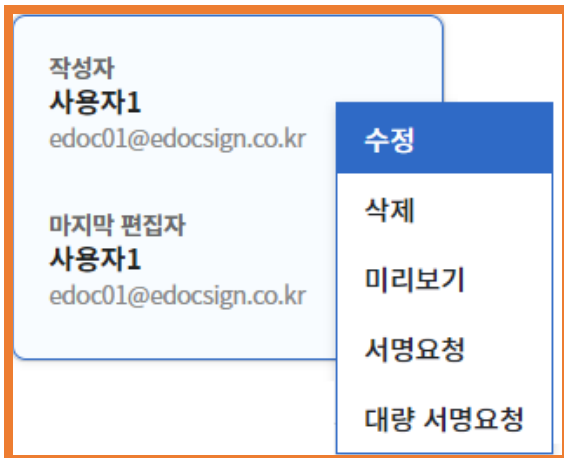 작성자
사용자1
edoc01@edocsign.co.kr
마지막 편집자
사용자1
edoc01@edocsign.co.kr
수정
삭제
미리보기
서명요청
대량 서명요청